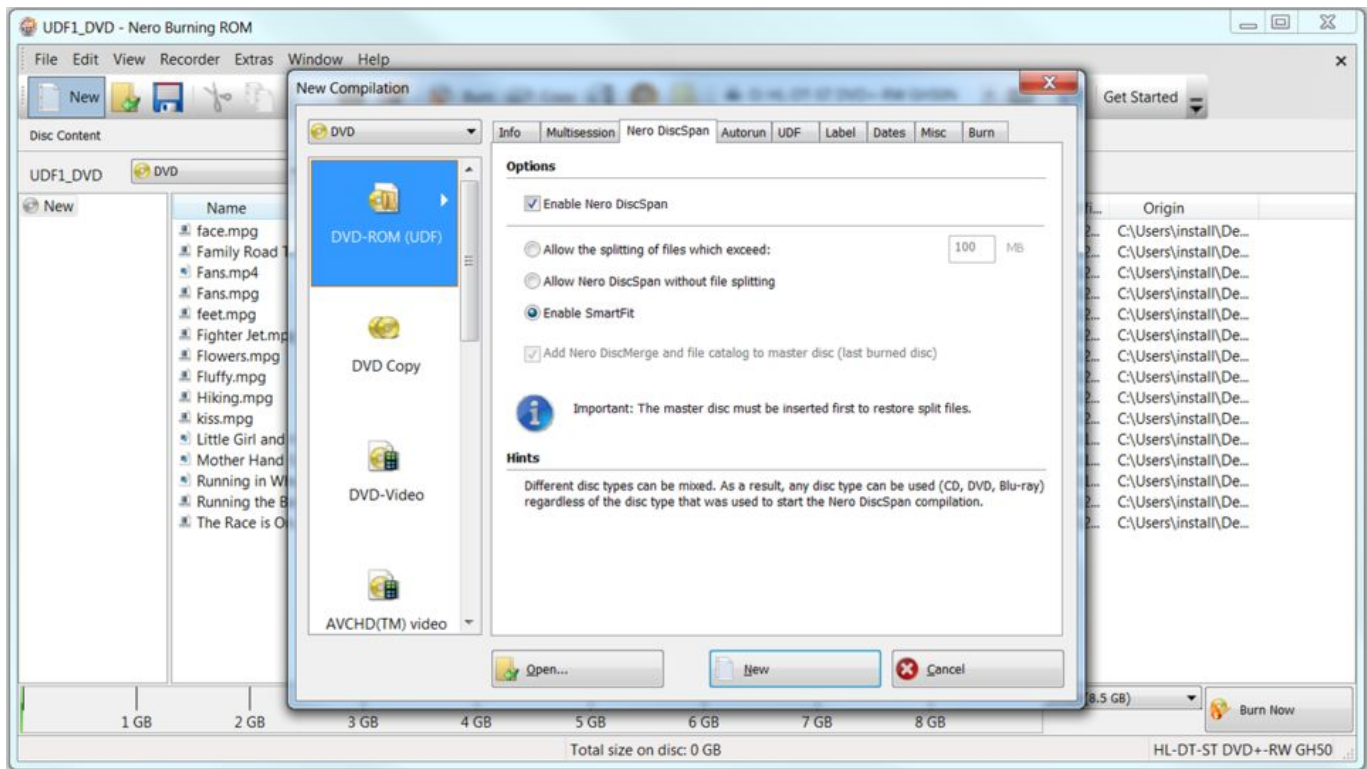 UDF1_DVD - Nero Burning ROM
File Edit View Recorder Extras Window Help
New
Get Started
Disc Content
UDF1_DVD DVD
New
Name
Origin
face.mpg C:\Users\install\De...
Family Road C:\Users\install\De...
Fans.mp4 C:\Users\install\De...
Fans.mpg C:\Users\install\De...
feet.mpg C:\Users\install\De...
Fighter Jet.mp C:\Users\install\De...
Flowers.mpg C:\Users\install\De...
Fluffy.mpg C:\Users\install\De...
Hiking.mpg C:\Users\install\De...
kiss.mpg C:\Users\install\De...
Little Girl and C:\Users\install\De...
Mother Hand C:\Users\install\De...
Running in C:\Users\install\De...
Running the C:\Users\install\De...
The Race is C:\Users\install\De...
New Compilation
DVD
DVD-ROM (UDF)
DVD Copy
DVD-Video
AVCHD(TM) video
Info Multisession Nero DiscSpan Autorun UDF Label Dates Misc Burn
Options
Enable Nero DiscSpan
Allow the splitting of files which exceed: 100 MB
Allow Nero DiscSpan without file splitting
Enable SmartFit
Add Nero DiscMerge and file catalog to master disc (last burned disc)
Important: The master disc must be inserted first to restore split files.
Hints
Different disc types can be mixed. As a result, any disc type can be used (CD, DVD, Blu-ray)
regardless of the disc type that was used to start the Nero DiscSpan compilation.
Open... New Cancel
1 GB 2 GB 3 GB 4 GB 5 GB 6 GB 7 GB 8 GB
8.5 GB)
Burn Now
Total size on disc: 0 GB
HL-DT-ST DVD+-RW GH50